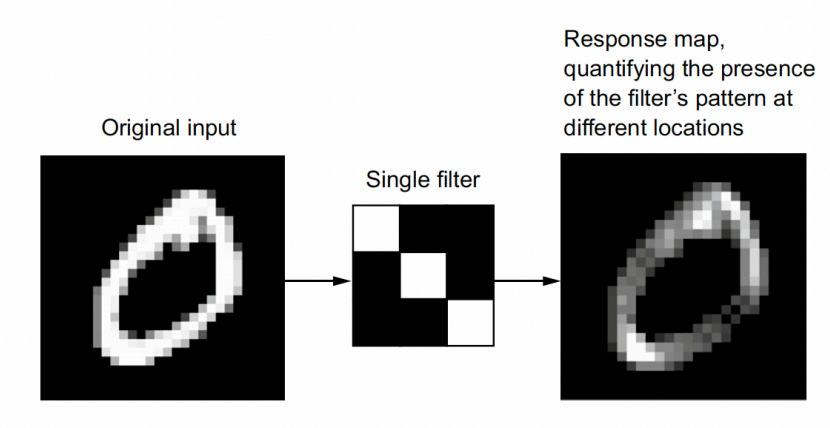 Original input
Single filter
Response map,
quantifying the presence
of the filter's pattern at
different locations